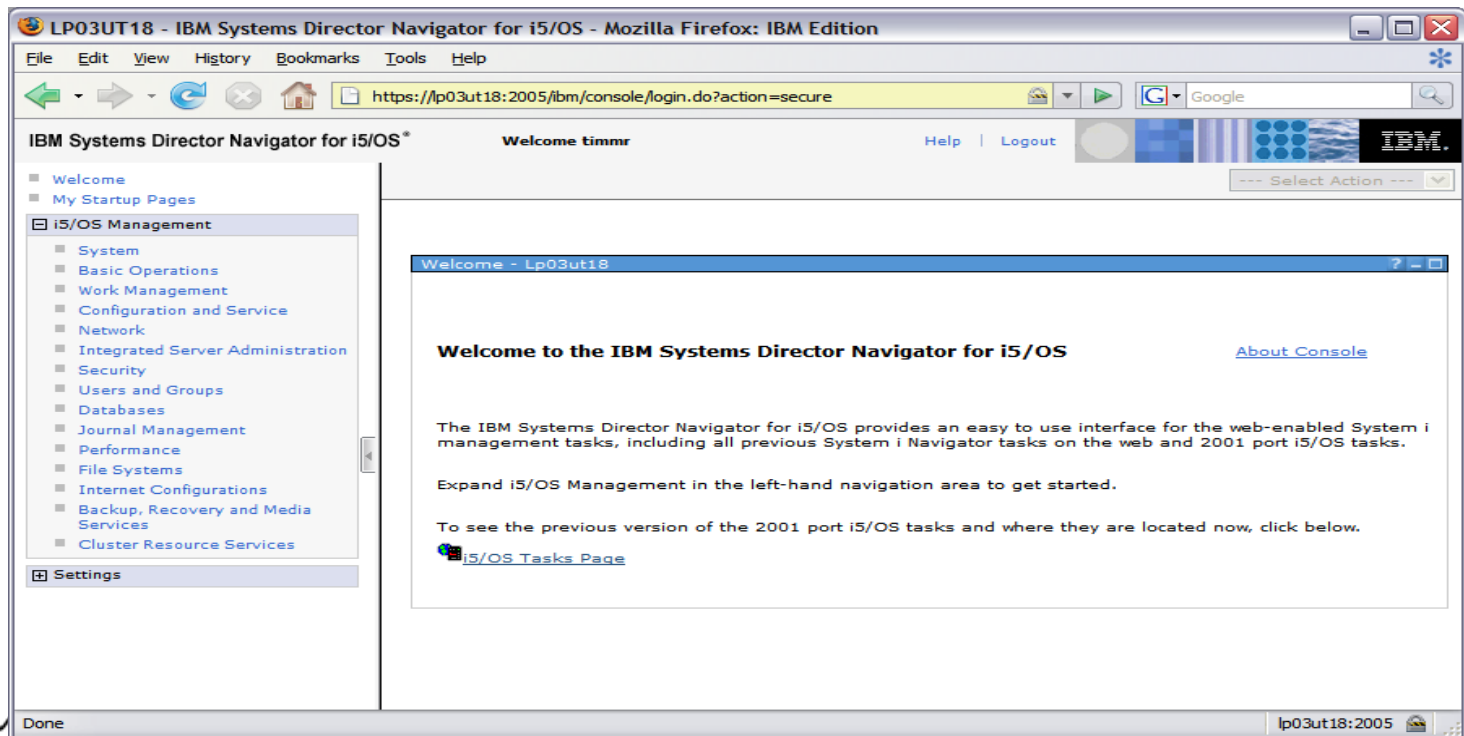 LP03UT18 - IBM Systems Director Navigator for i5/OS - Mozilla Firefox: IBM Edition
File Edit View History Bookmarks Tools Help
https://lp03ut18:2005/ibm/console/login.do?action=secure
G Google
IBM Systems Director Navigator for i5/OS®
Welcome timmr
Help | Logout
IBM.
Welcome
My Startup Pages
--- Select Action ---
i5/OS Management
System
Basic Operations
Work Management
Configuration and Service
Network
Integrated Server Administration
Security
Users and Groups
Databases
Journal Management
Performance
File Systems
Internet Configurations
Backup, Recovery and Media
Services
Cluster Resource Services
Settings
Welcome - Lp03ut18
Welcome to the IBM Systems Director Navigator for i5/OS
About Console
The IBM Systems Director Navigator for i5/OS provides an easy to use interface for the web-enabled System i
management tasks, including all previous System i Navigator tasks on the web and 2001 port i5/OS tasks.
Expand i5/OS Management in the left-hand navigation area to get started.
To see the previous version of the 2001 port i5/OS tasks and where they are located now, click below.
i5/OS Tasks Page
Done
lp03ut18:2005